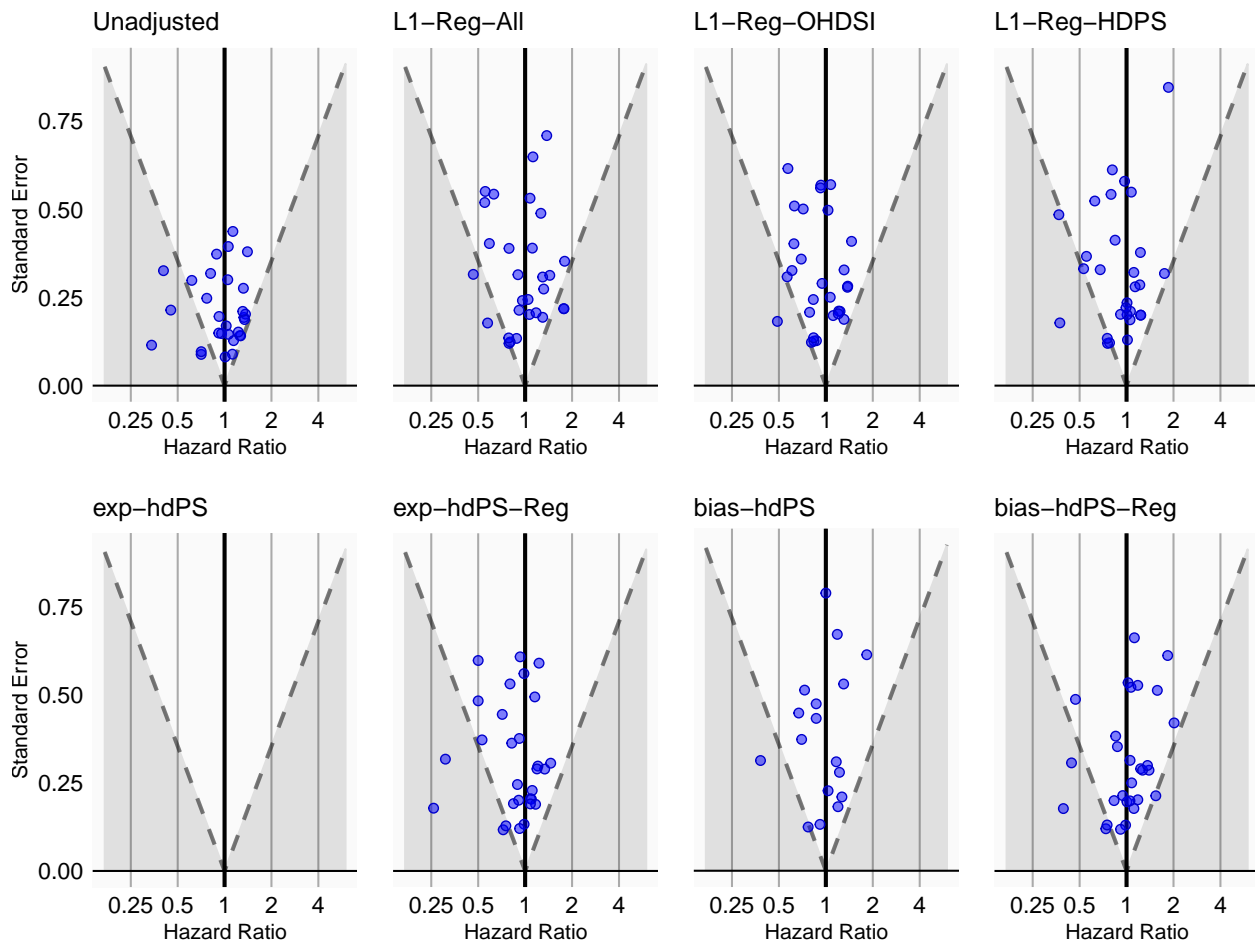 Unadjusted L1−Reg−All L1−Reg−OHDSI L1−Reg−HDPS
0.75
0.50
0.25
0.00
Standard Error
0.25 0.5 1 2 4 0.25 0.5 1 2 4 0.25 0.5 1 2 4 0.25 0.5 1 2 4
Hazard Ratio Hazard Ratio Hazard Ratio Hazard Ratio
exp−hdPS exp−hdPS−Reg bias−hdPS bias−hdPS−Reg
0.75
0.50
0.25
0.00
Standard Error
0.25 0.5 1 2 4 0.25 0.5 1 2 4 0.25 0.5 1 2 4 0.25 0.5 1 2 4
Hazard Ratio Hazard Ratio Hazard Ratio Hazard Ratio